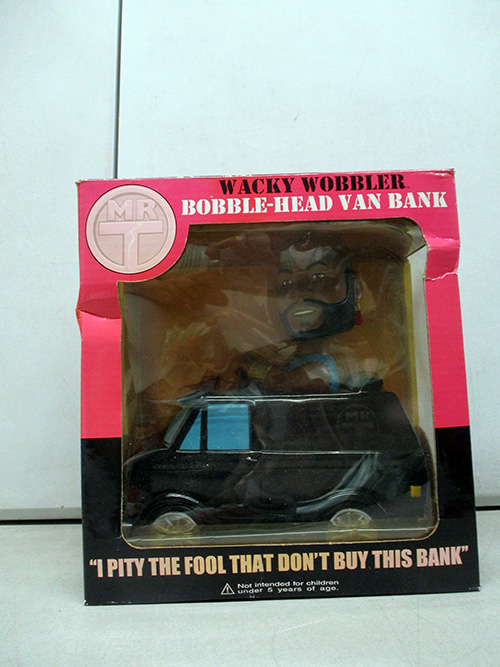 WACKY WOBBLER
BOBBLE-HEAD VAN BANK
MR
T
MR
"I PITY THE FOOL THAT DON'T BUY THIS BANK"
Not intended for children
under 5 years of age.